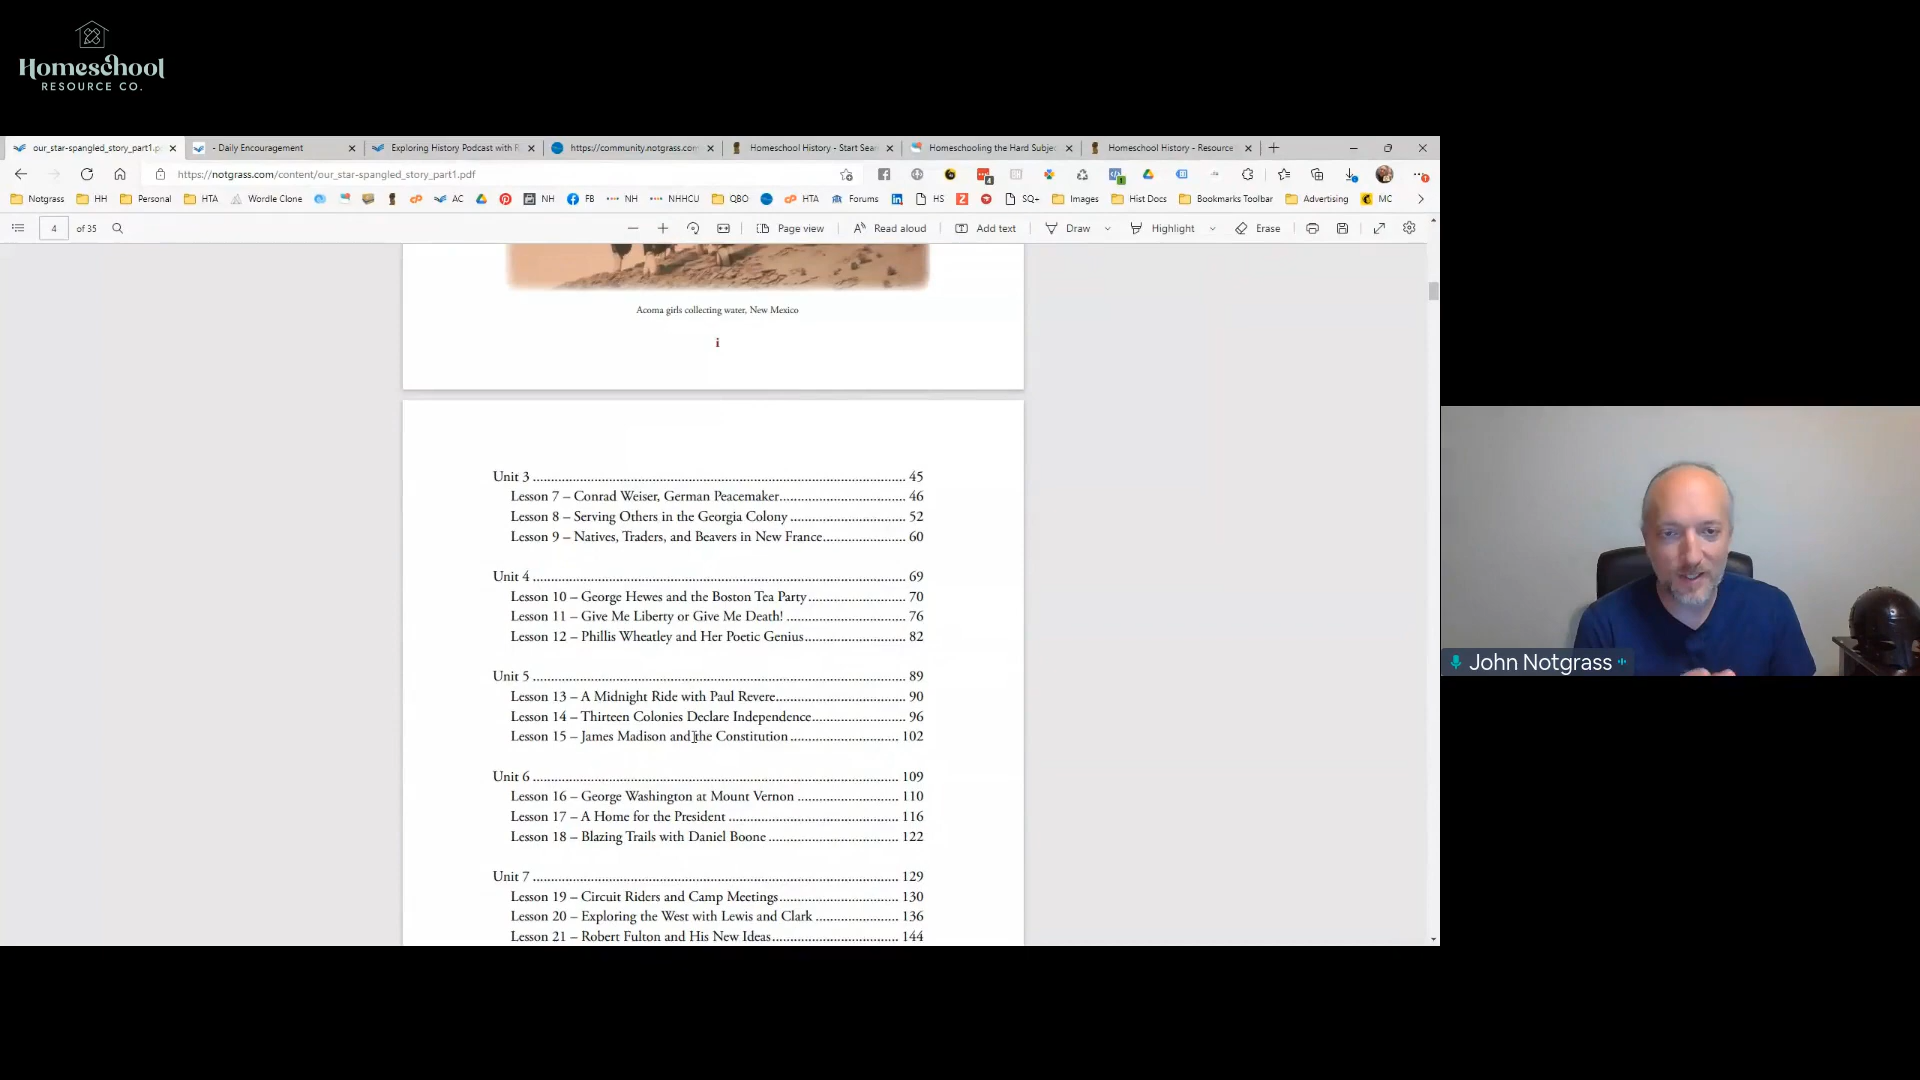 Homeschool
RESOURCE CO.
our_star-spangled_story_part1.p
- Daily Encouragement
Exploring History Podcast with R
https://community.notgrass.com
Homeschool History - Start Sear
Homeschooling the Hard Subje
Homeschool History - Resource
https://notgrass.com/content/our_star-spangled_story_part1.pdf
Notgrass
HH
Personal
HTA
Wordle Clone
AC
NH
FB
NH
NHHCU
QBO
HTA
Forums
HS
SQ+
Images
Hist Docs
Bookmarks Toolbar
Advertising
MC
4 of 35
Page view
Read aloud
Add text
Draw
Highlight
Erase
Acoma girls collecting water, New Mexico
i
Unit 3 ........ 45
Lesson 7 – Conrad Weiser, German Peacemaker........ 46
Lesson 8 – Serving Others in the Georgia Colony ........ 52
Lesson 9 – Natives, Traders, and Beavers in New France........ 60
Unit 4 ........ 69
Lesson 10 – George Hewes and the Boston Tea Party ........ 70
Lesson 11 – Give Me Liberty or Give Me Death! ........ 76
Lesson 12 – Phillis Wheatley and Her Poetic Genius........ 82
Unit 5 ........ 89
Lesson 13 – A Midnight Ride with Paul Revere........ 90
Lesson 14 – Thirteen Colonies Declare Independence........ 96
Lesson 15 – James Madison and the Constitution ........ 102
Unit 6 ........ 109
Lesson 16 – George Washington at Mount Vernon ........ 110
Lesson 17 – A Home for the President ........ 116
Lesson 18 – Blazing Trails with Daniel Boone ........ 122
Unit 7 ........ 129
Lesson 19 – Circuit Riders and Camp Meetings........ 130
Lesson 20 – Exploring the West with Lewis and Clark ........ 136
Lesson 21 – Robert Fulton and His New Ideas........ 144
John Notgrass